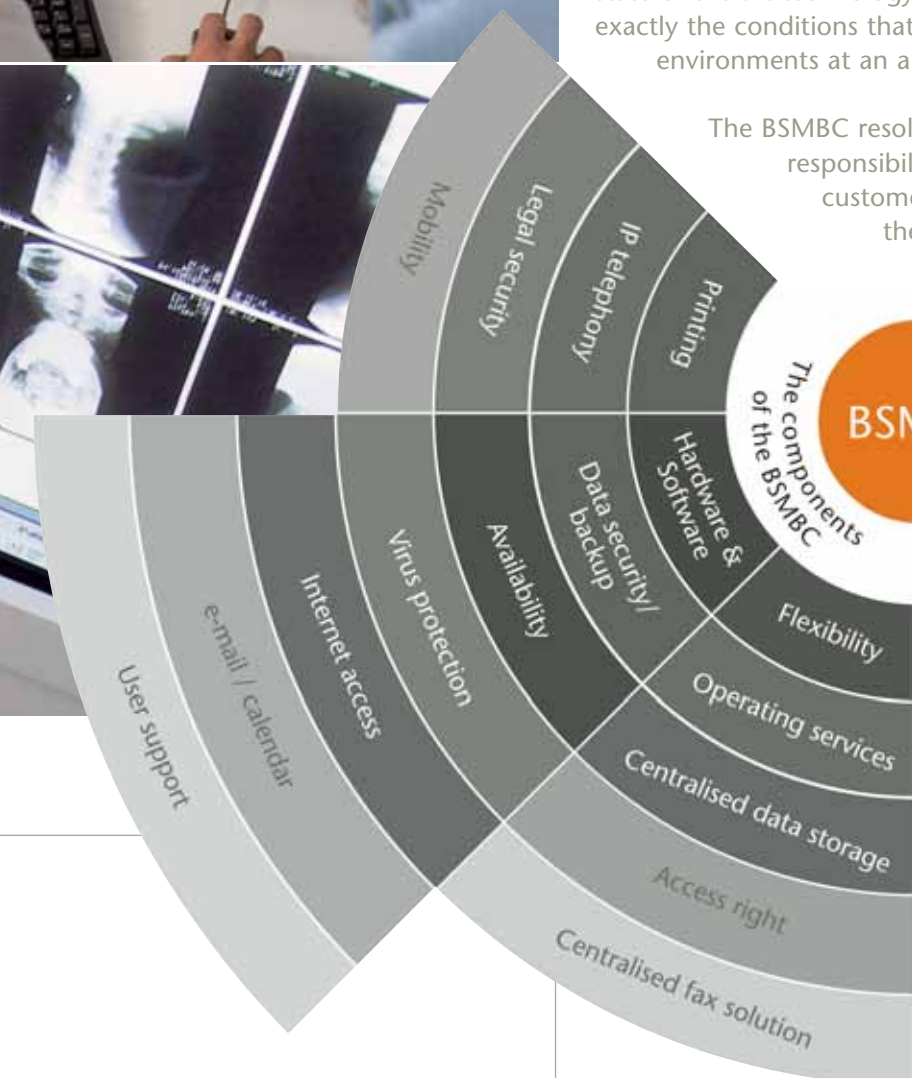 exactly the conditions that
environments at an a
The BSMBC resol
responsibil
custome
the
Mobility
Legal security
IP telephony
Printing
The components
of the BSMBC
BSM
Hardware &
Software
Data security/
backup
Availability
Virus protection
Internet access
e-mail / calendar
User support
Flexibility
Operating services
Centralised data storage
Access right
Centralised fax solution